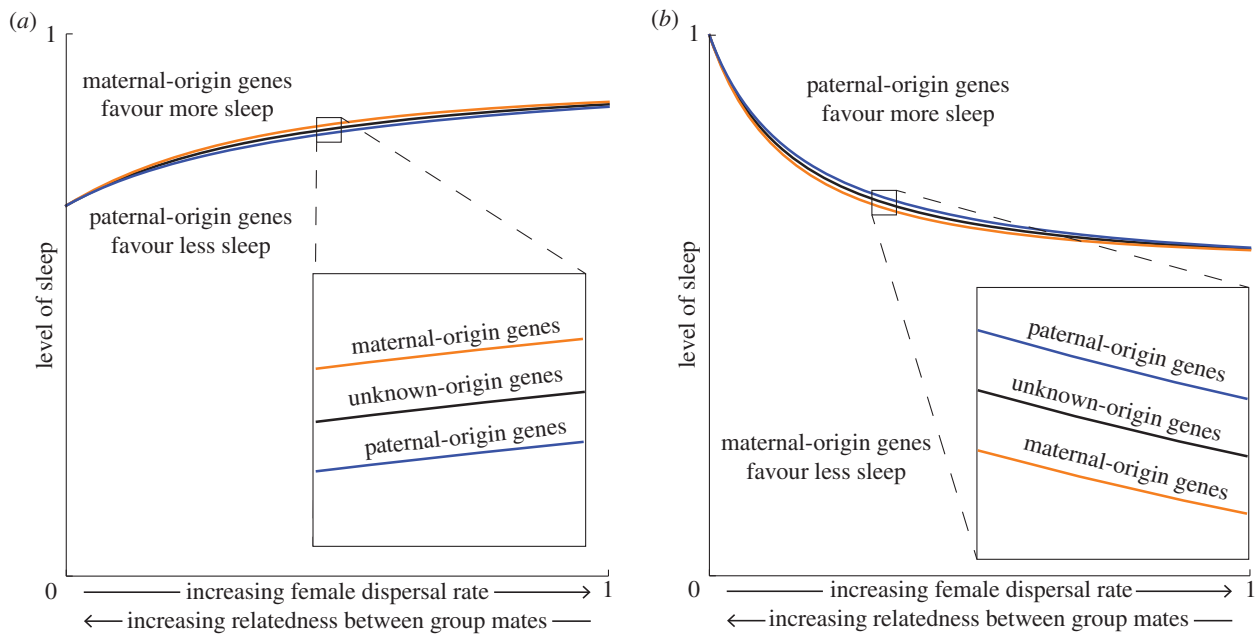 (a)
1
maternal-origin genes
favour more sleep
paternal-origin genes
favour less sleep
level of sleep
maternal-origin genes
unknown-origin genes
paternal-origin genes
0
increasing female dispersal rate
1
increasing relatedness between group mates
(b)
1
paternal-origin genes
favour more sleep
level of sleep
maternal-origin genes
favour less sleep
paternal-origin genes
unknown-origin genes
maternal-origin genes
0
increasing female dispersal rate
1
increasing relatedness between group mates